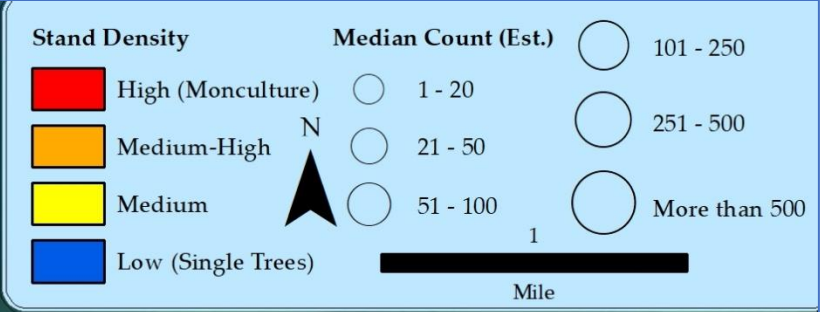 Stand Density
High (Monculture)
Medium-High
Medium
Low (Single Trees)
N
Median Count (Est.)
1 - 20
21 - 50
51 - 100
101 - 250
251 - 500
More than 500
1
Mile